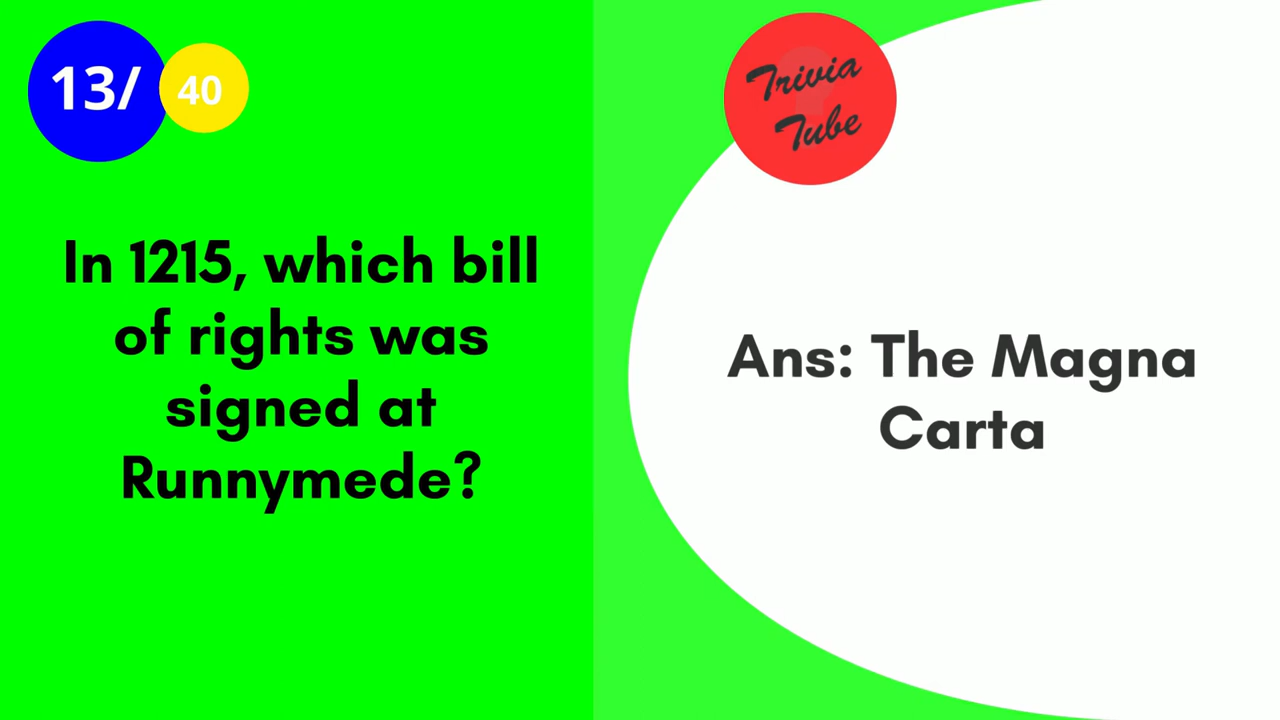 13/
40
Trivia
Tube
In 1215, which bill
of rights was
signed at
Runnymede?
Ans: The Magna
Carta